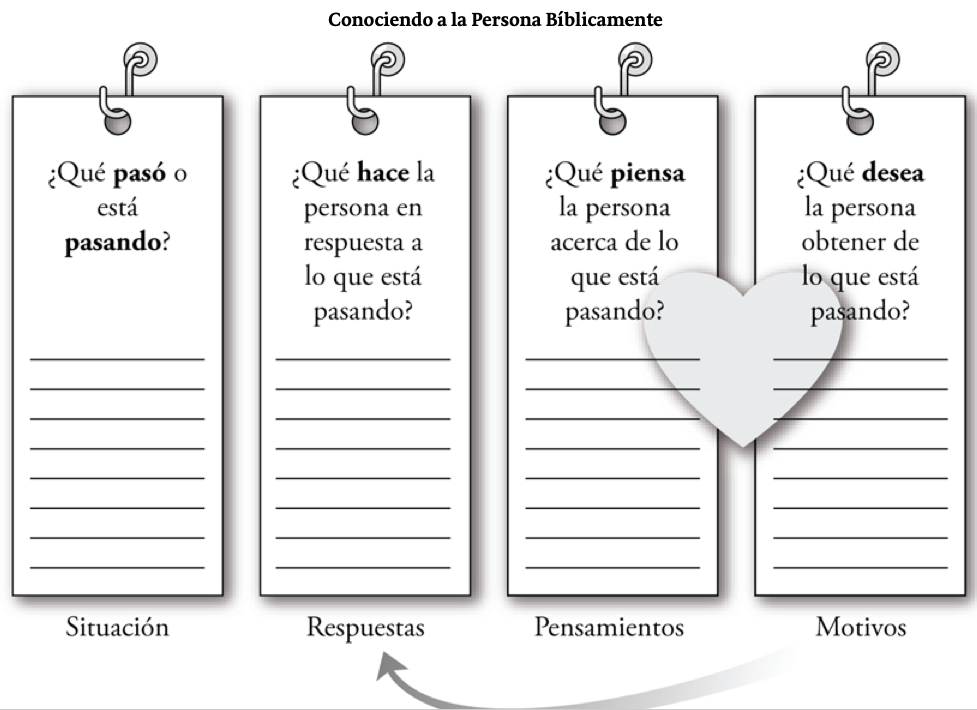 Conociendo a la Persona Bíblicamente
¿Qué pasó o
está
pasando?
Situación
¿Qué hace la
persona en
respuesta a
lo que está
pasando?
Respuestas
¿Qué piensa
la persona
acerca de lo
que está
pasando?
Pensamientos
¿Qué desea
la persona
obtener de
lo que está
pasando?
Motivos